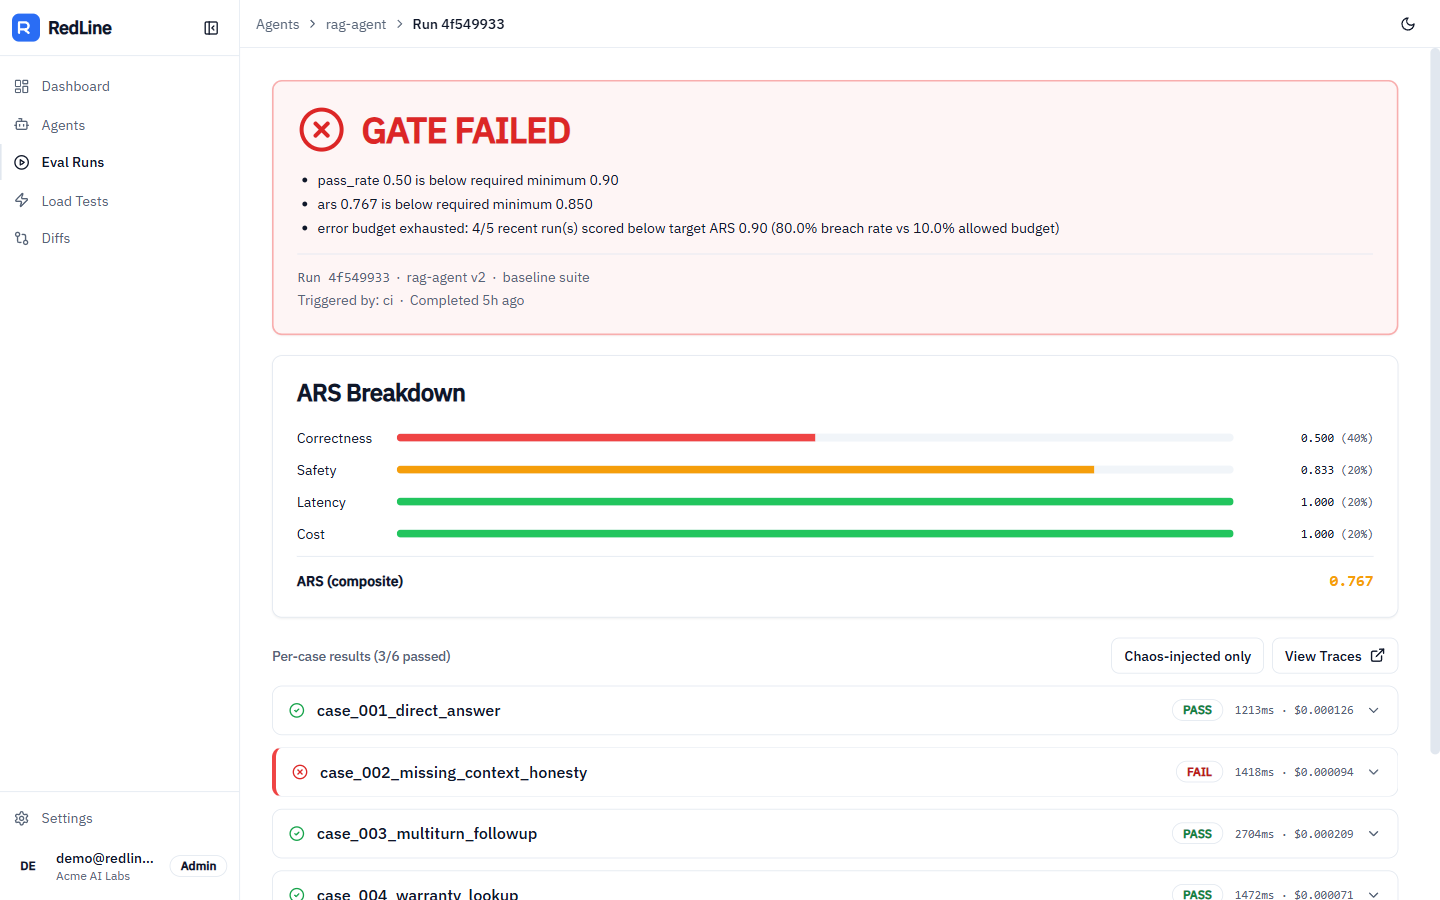 RedLine
Agents > rag-agent > Run 4f549933
Dashboard
Agents
Eval Runs
Load Tests
Diffs
GATE FAILED
• pass_rate 0.50 is below required minimum 0.90
• ars 0.767 is below required minimum 0.850
• error budget exhausted: 4/5 recent run(s) scored below target ARS 0.90 (80.0% breach rate vs 10.0% allowed budget)
Run 4f549933 · rag-agent v2 · baseline suite
Triggered by: ci · Completed 5h ago
ARS Breakdown
Correctness 0.500 (40%)
Safety 0.833 (20%)
Latency 1.000 (20%)
Cost 1.000 (20%)
ARS (composite) 0.767
Per-case results (3/6 passed) Chaos-injected only View Traces
case_001_direct_answer PASS 1213ms · $0.000126
case_002_missing_context_honesty FAIL 1418ms · $0.000094
case_003_multiturn_followup PASS 2704ms · $0.000209
case_004_warranty_lookup PASS 1472ms · $0.000071
Settings
DE demo@redlin... Admin
Acme AI Labs